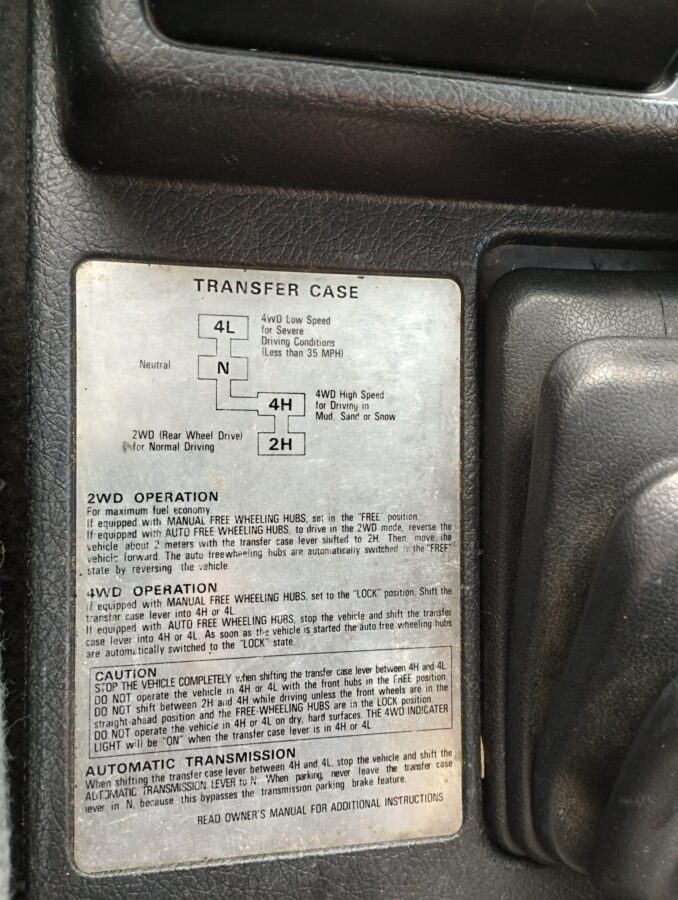 TRANSFER CASE
4L
4WD Low Speed
for Severe
Driving Conditions
(Less than 35 MPH)
Neutral
N
4H
4WD High Speed
for Driving in
Mud, Sand or Snow
2WD (Rear Wheel Drive)
for Normal Driving
2H
2WD OPERATION
For maximum fuel economy
If equipped with MANUAL FREE WHEELING HUBS, set in the "FREE" position.
If equipped with AUTO FREE WHEELING HUBS, to drive in the 2WD mode, reverse the
vehicle about 2 meters with the transfer case lever shifted to 2H. Then move the
vehicle forward. The auto freewheeling hubs are automatically switched to the "FREE"
state by reversing the vehicle.
4WD OPERATION
If equipped with MANUAL FREE WHEELING HUBS, set to the "LOCK" position. Shift the
transfer case lever into 4H or 4L.
If equipped with AUTO FREE WHEELING HUBS, stop the vehicle and shift the transfer
case lever into 4H or 4L. As soon as the vehicle is started the auto free wheeling hubs
are automatically switched to the "LOCK" state.
CAUTION
STOP THE VEHICLE COMPLETELY when shifting the transfer case lever between 4H and 4L.
DO NOT operate the vehicle in 4H or 4L with the front hubs in the FREE position.
DO NOT shift between 2H and 4H while driving unless the front wheels are in the
straight-ahead position and the FREE-WHEELING HUBS are in the LOCK position.
DO NOT operate the vehicle in 4H or 4L on dry, hard surfaces. THE 4WD INDICATER
LIGHT will be "ON" when the transfer case lever is in 4H or 4L.
AUTOMATIC TRANSMISSION
When shifting the transfer case lever between 4H and 4L, stop the vehicle and shift the
AUTOMATIC TRANSMISSION LEVER to N. When parking, never leave the transfer case
lever in N, because this bypasses the transmission parking brake feature.
READ OWNER'S MANUAL FOR ADDITIONAL INSTRUCTIONS